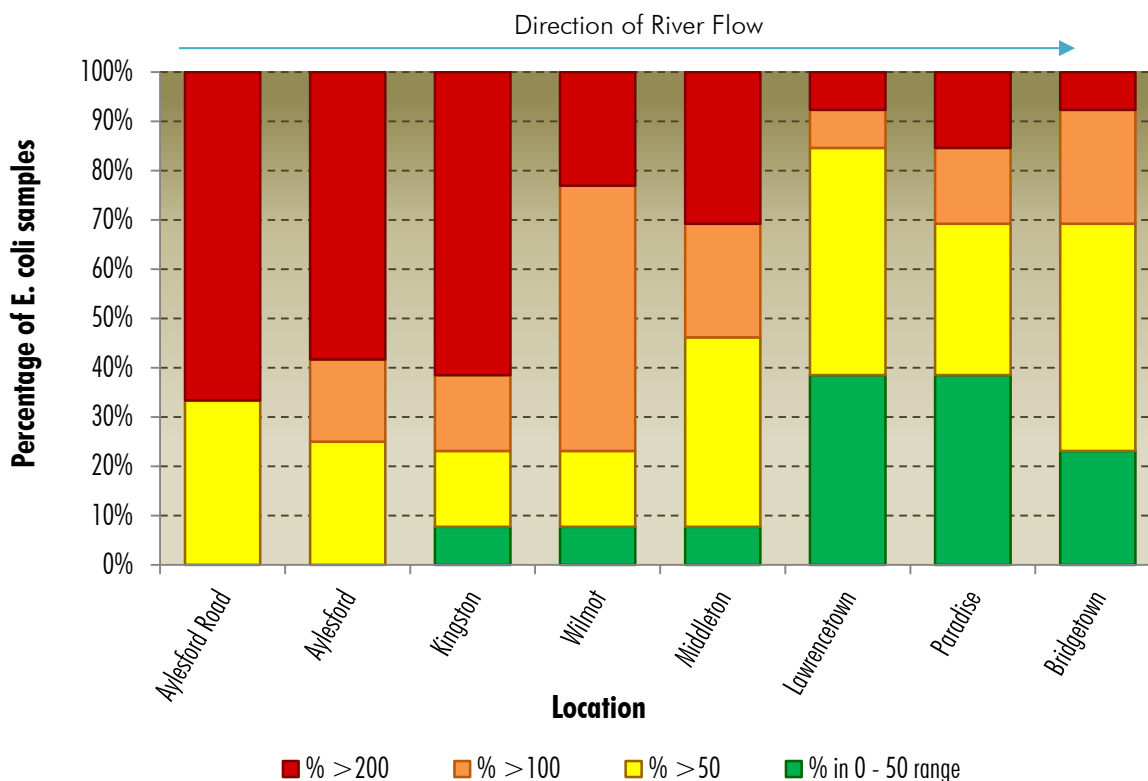 Direction of River Flow
Percentage of E. coli samples
100%
90%
80%
70%
60%
50%
40%
30%
20%
10%
0%
Aylesford Road
Aylesford
Kingston
Wilmot
Middleton
Lawrencetown
Paradise
Bridgetown
Location
% >200
% >100
% >50
% in 0 - 50 range